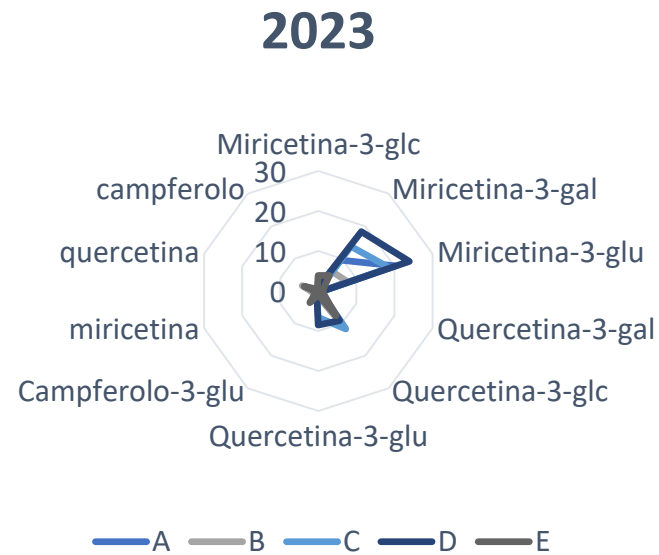 2023
Miricetina-3-glc
30
campferolo
Miricetina-3-gal
20
quercetina
10
Miricetina-3-glu
0
miricetina
Quercetina-3-gal
Campferolo-3-glu
Quercetina-3-glc
Quercetina-3-glu
A B C D E